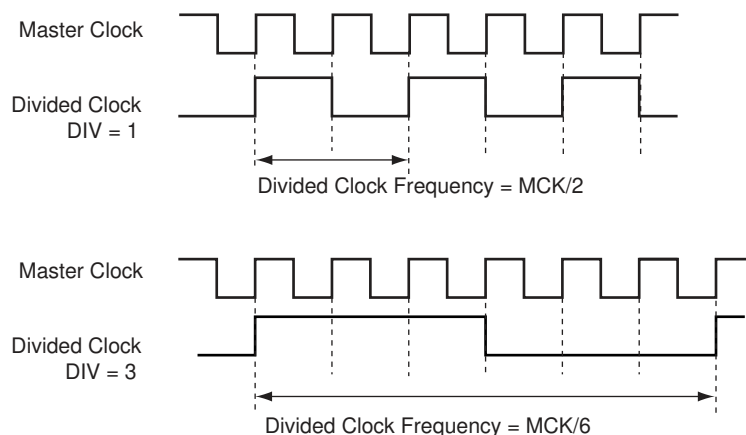 Master Clock
Divided Clock
DIV = 1
Divided Clock Frequency = MCK/2
Master Clock
Divided Clock
DIV = 3
Divided Clock Frequency = MCK/6